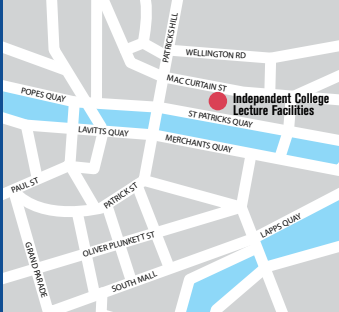 PATRICKS HILL
WELLINGTON RD
MAC CURTAIN ST
POPES QUAY
Independent College
Lecture Facilities
ST PATRICKS QUAY
LAVITTS QUAY
MERCHANTS QUAY
PAUL ST
PATRICK ST
LAPPS QUAY
OLIVER PLUNKETT ST
GRAND PARADE
SOUTH MALL